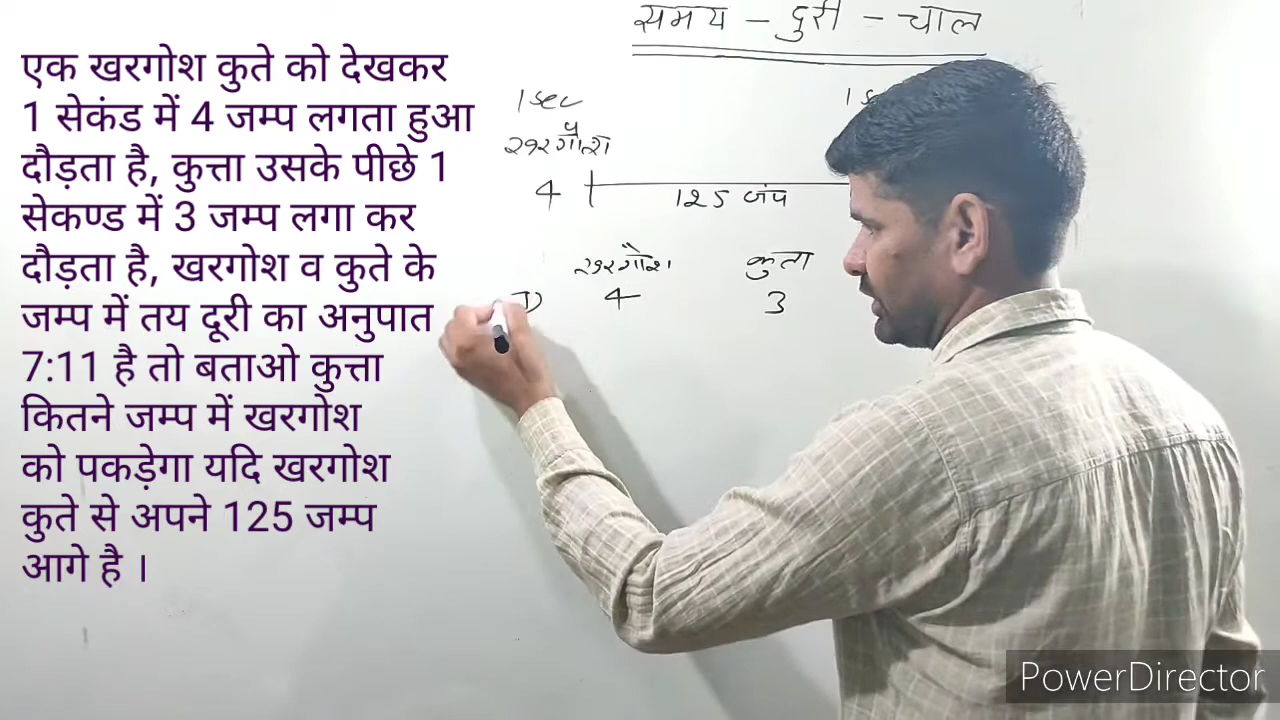 समय - दुरी - चाल
एक खरगोश कुते को देखकर
1 सेकंड में 4 जम्प लगता हुआ
दौड़ता है, कुत्ता उसके पीछे 1
सेकण्ड में 3 जम्प लगा कर
दौड़ता है, खरगोश व कुते के
जम्प में तय दूरी का अनुपात
7:11 है तो बताओ कुत्ता
कितने जम्प में खरगोश
को पकड़ेगा यदि खरगोश
कुते से अपने 125 जम्प
आगे है ।
1 sec
खरगोश
4
125 जंप
खरगोश कुता
4 3
PowerDirector